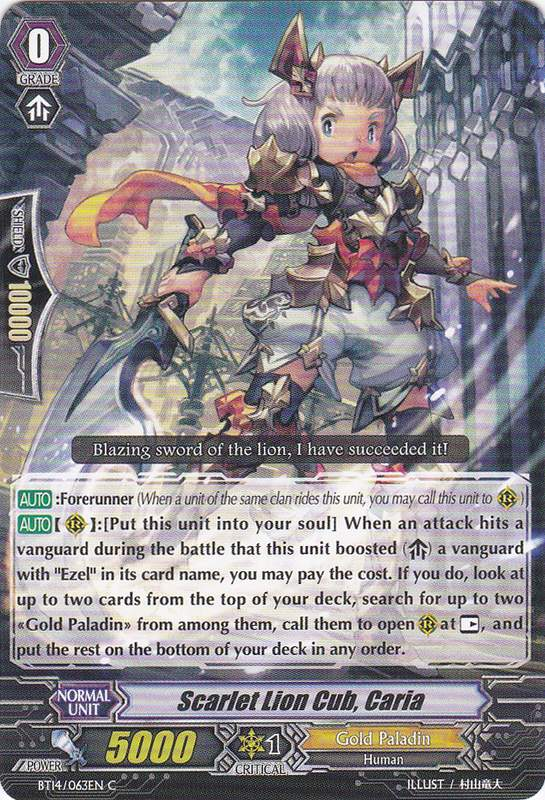 0
GRADE
SHIELD
10000
Blazing sword of the lion, I have succeeded it!
AUTO:Forerunner (When a unit of the same clan rides this unit, you may call this unit to R)
AUTO【R】:[Put this unit into your soul] When an attack hits a
vanguard during the battle that this unit boosted ( ) a vanguard
with "Ezel" in its card name, you may pay the cost. If you do, look at
up to two cards from the top of your deck, search for up to two
«Gold Paladin» from among them, call them to open R at , and
put the rest on the bottom of your deck in any order.
NORMAL
UNIT
Scarlet Lion Cub, Caria
POWER
5000
1
CRITICAL
Gold Paladin
Human
BT14/063EN C
ILLUST / 村山竜大